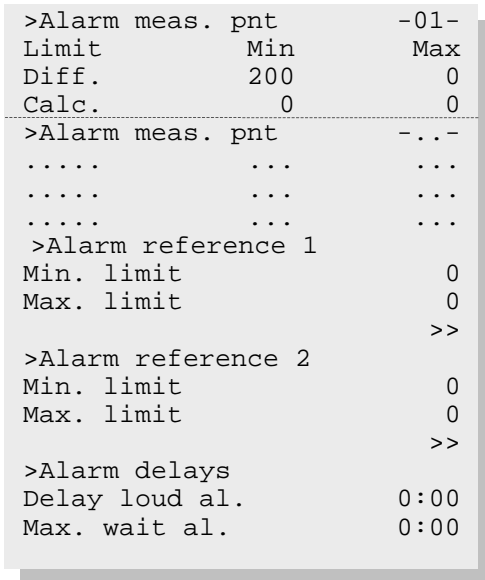 >Alarm meas. pnt -01-
Limit Min Max
Diff. 200 0
Calc. 0 0
>Alarm meas. pnt -..-
..... ... ...
..... ... ...
..... ... ...
>Alarm reference 1
Min. limit 0
Max. limit 0
>>
>Alarm reference 2
Min. limit 0
Max. limit 0
>>
>Alarm delays
Delay loud al. 0:00
Max. wait al. 0:00